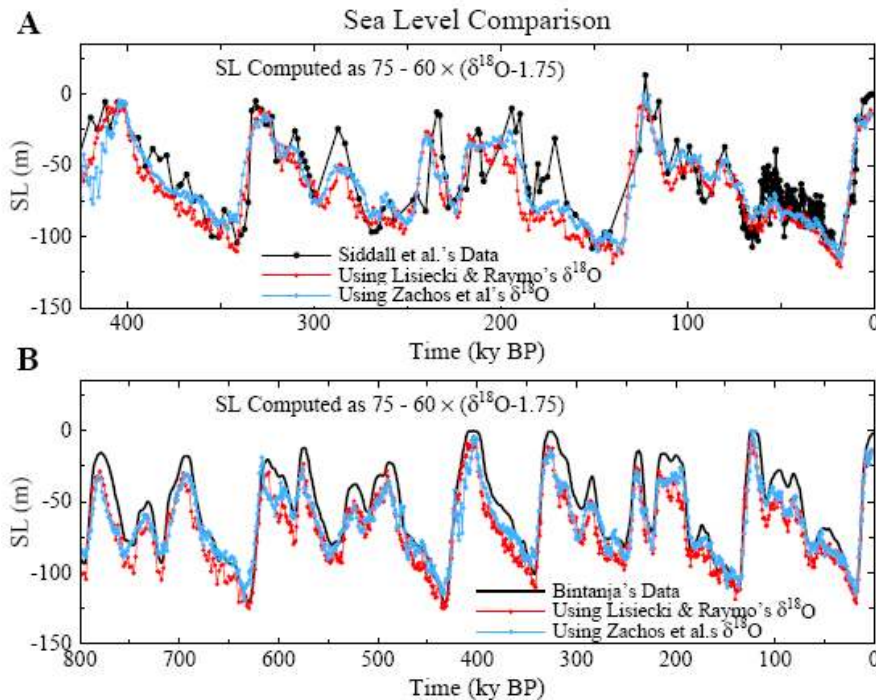 A
Sea Level Comparison
SL Computed as 75 - 60 × (δ¹⁸O-1.75)
0
-50
-100
-150
SL (m)
Siddall et al.'s Data
Using Lisiecki & Raymo's δ¹⁸O
Using Zachos et al's δ¹⁸O
400 300 200 100 0
Time (ky BP)
B
SL Computed as 75 - 60 × (δ¹⁸O-1.75)
0
-50
-100
-150
SL (m)
Bintanja's Data
Using Lisiecki & Raymo's δ¹⁸O
Using Zachos et al.s δ¹⁸O
800 700 600 500 400 300 200 100 0
Time (ky BP)